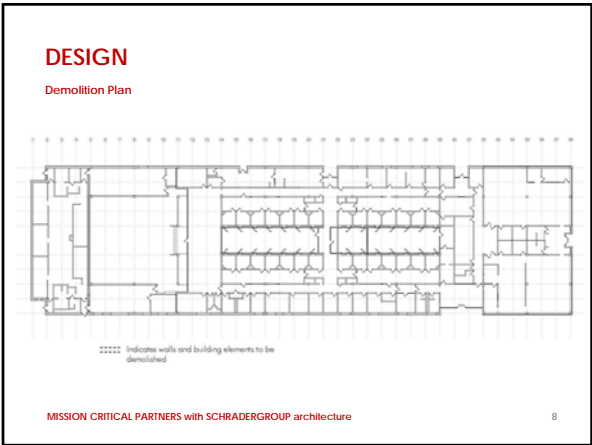 DESIGN
Demolition Plan
Indicates walls and building elements to be
demolished
MISSION CRITICAL PARTNERS with SCHRADERGROUP architecture
8